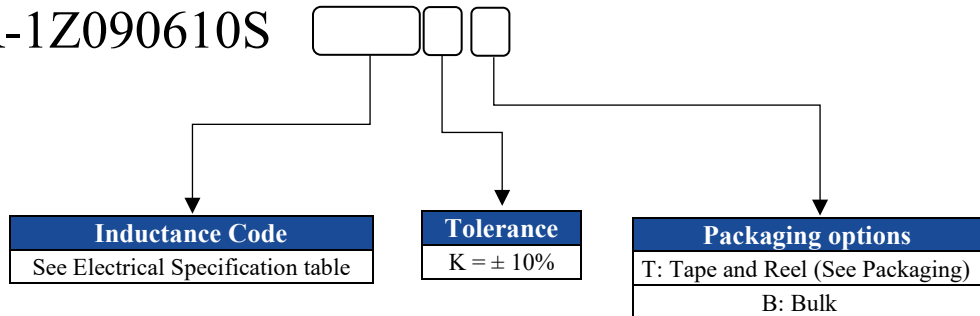 -1Z090610S
Inductance Code
See Electrical Specification table
Tolerance
K = ± 10%
Packaging options
T: Tape and Reel (See Packaging)
B: Bulk